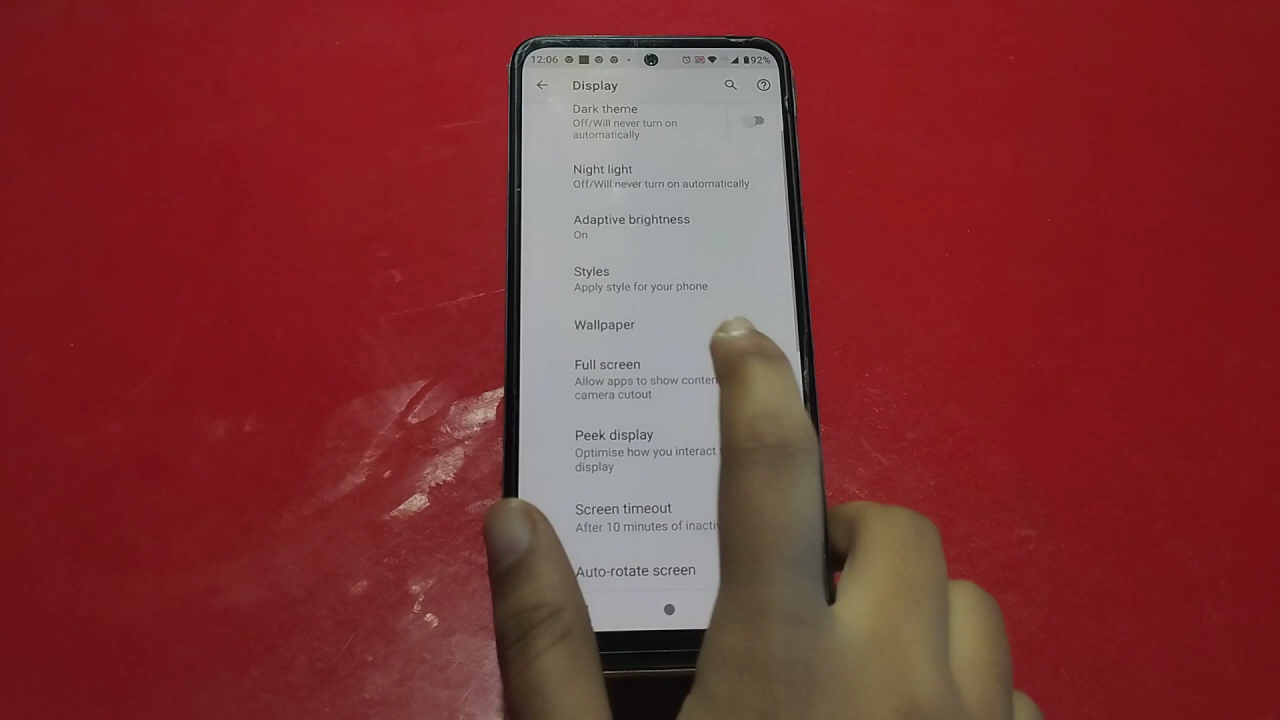 12:06 92%
Display
Dark theme
Off/Will never turn on
automatically
Night light
Off/Will never turn on automatically
Adaptive brightness
On
Styles
Apply style for your phone
Wallpaper
Full screen
Allow apps to show conten
camera cutout
Peek display
Optimise how you interact
display
Screen timeout
After 10 minutes of inacti
Auto-rotate screen